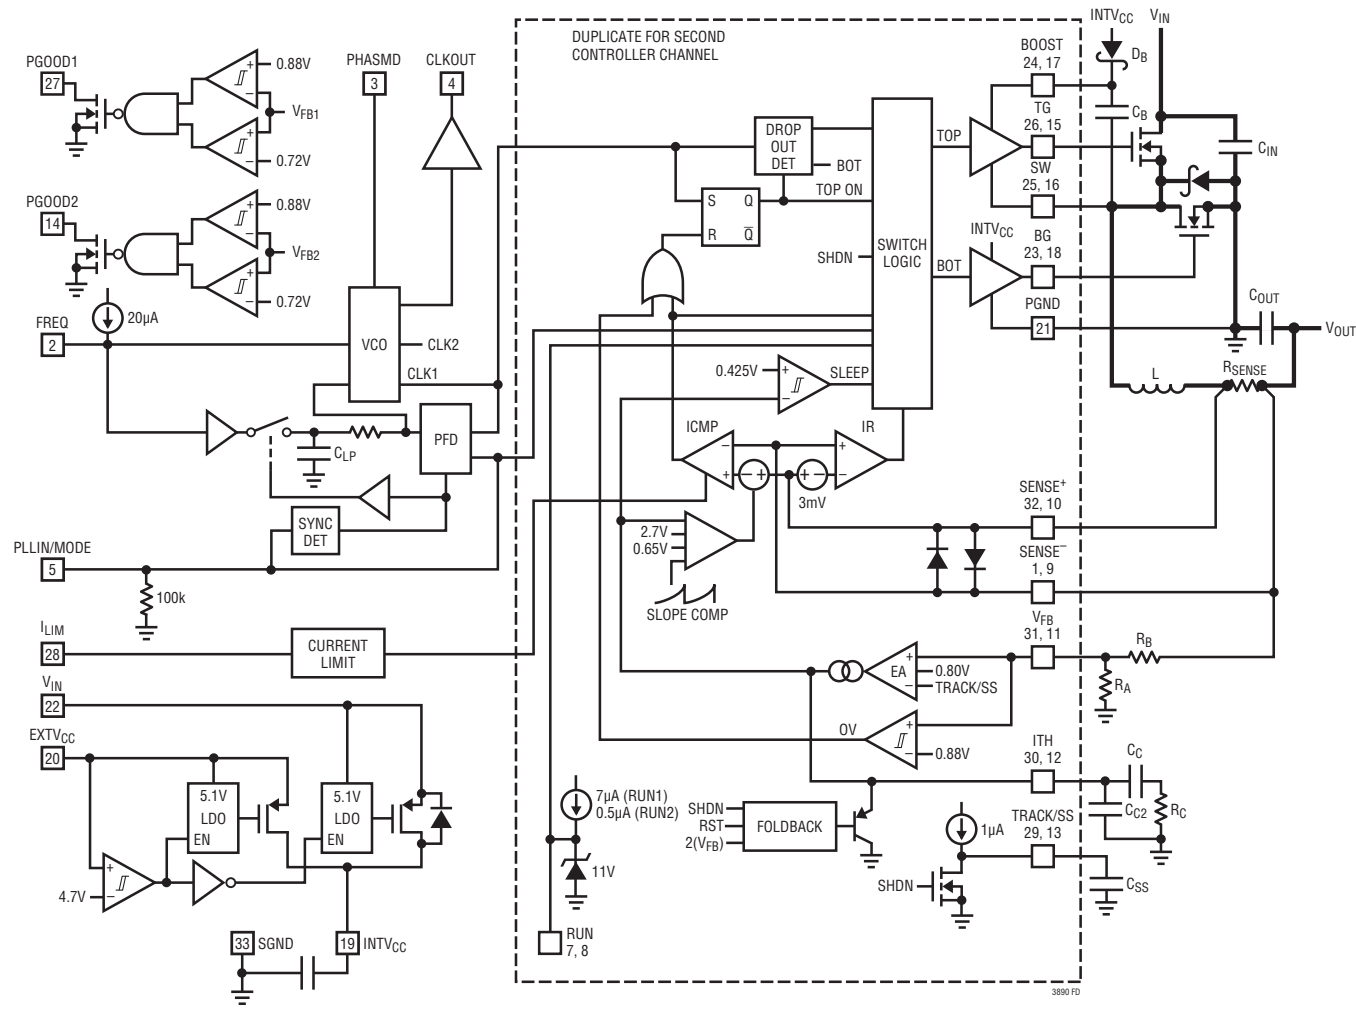 DUPLICATE FOR SECOND
CONTROLLER CHANNEL
PGOOD1
27
0.88V
+
−
VFB1
+
−
0.72V
PHASMD
3
CLKOUT
4
PGOOD2
14
0.88V
+
−
VFB2
+
−
0.72V
20µA
FREQ
2
VCO
CLK2
CLK1
PFD
CLP
SYNC
DET
PLLIN/MODE
5
100k
ILIM
28
CURRENT
LIMIT
VIN
22
EXTVCC
20
5.1V
LDO
EN
5.1V
LDO
EN
+
−
4.7V
33
SGND
19
INTVCC
DROP
OUT
DET
BOT
TOP ON
S
Q
R
Q̅
SHDN
SWITCH
LOGIC
TOP
BOT
INTVCC
0.425V
+
−
SLEEP
ICMP
−
+
− +
+ −
3mV
IR
+
−
2.7V
0.65V
SLOPE COMP
EA
+
0.80V
−
TRACK/SS
OV
+
−
0.88V
7µA (RUN1)
0.5µA (RUN2)
11V
RUN
7, 8
SHDN
RST
2(VFB)
FOLDBACK
1µA
SHDN
BOOST
24, 17
TG
26, 15
SW
25, 16
BG
23, 18
PGND
21
SENSE+
32, 10
SENSE−
1, 9
VFB
31, 11
ITH
30, 12
TRACK/SS
29, 13
INTVCC
VIN
DB
CB
CIN
COUT
VOUT
L
RSENSE
RB
RA
CC
CC2
RC
CSS
3890 FD